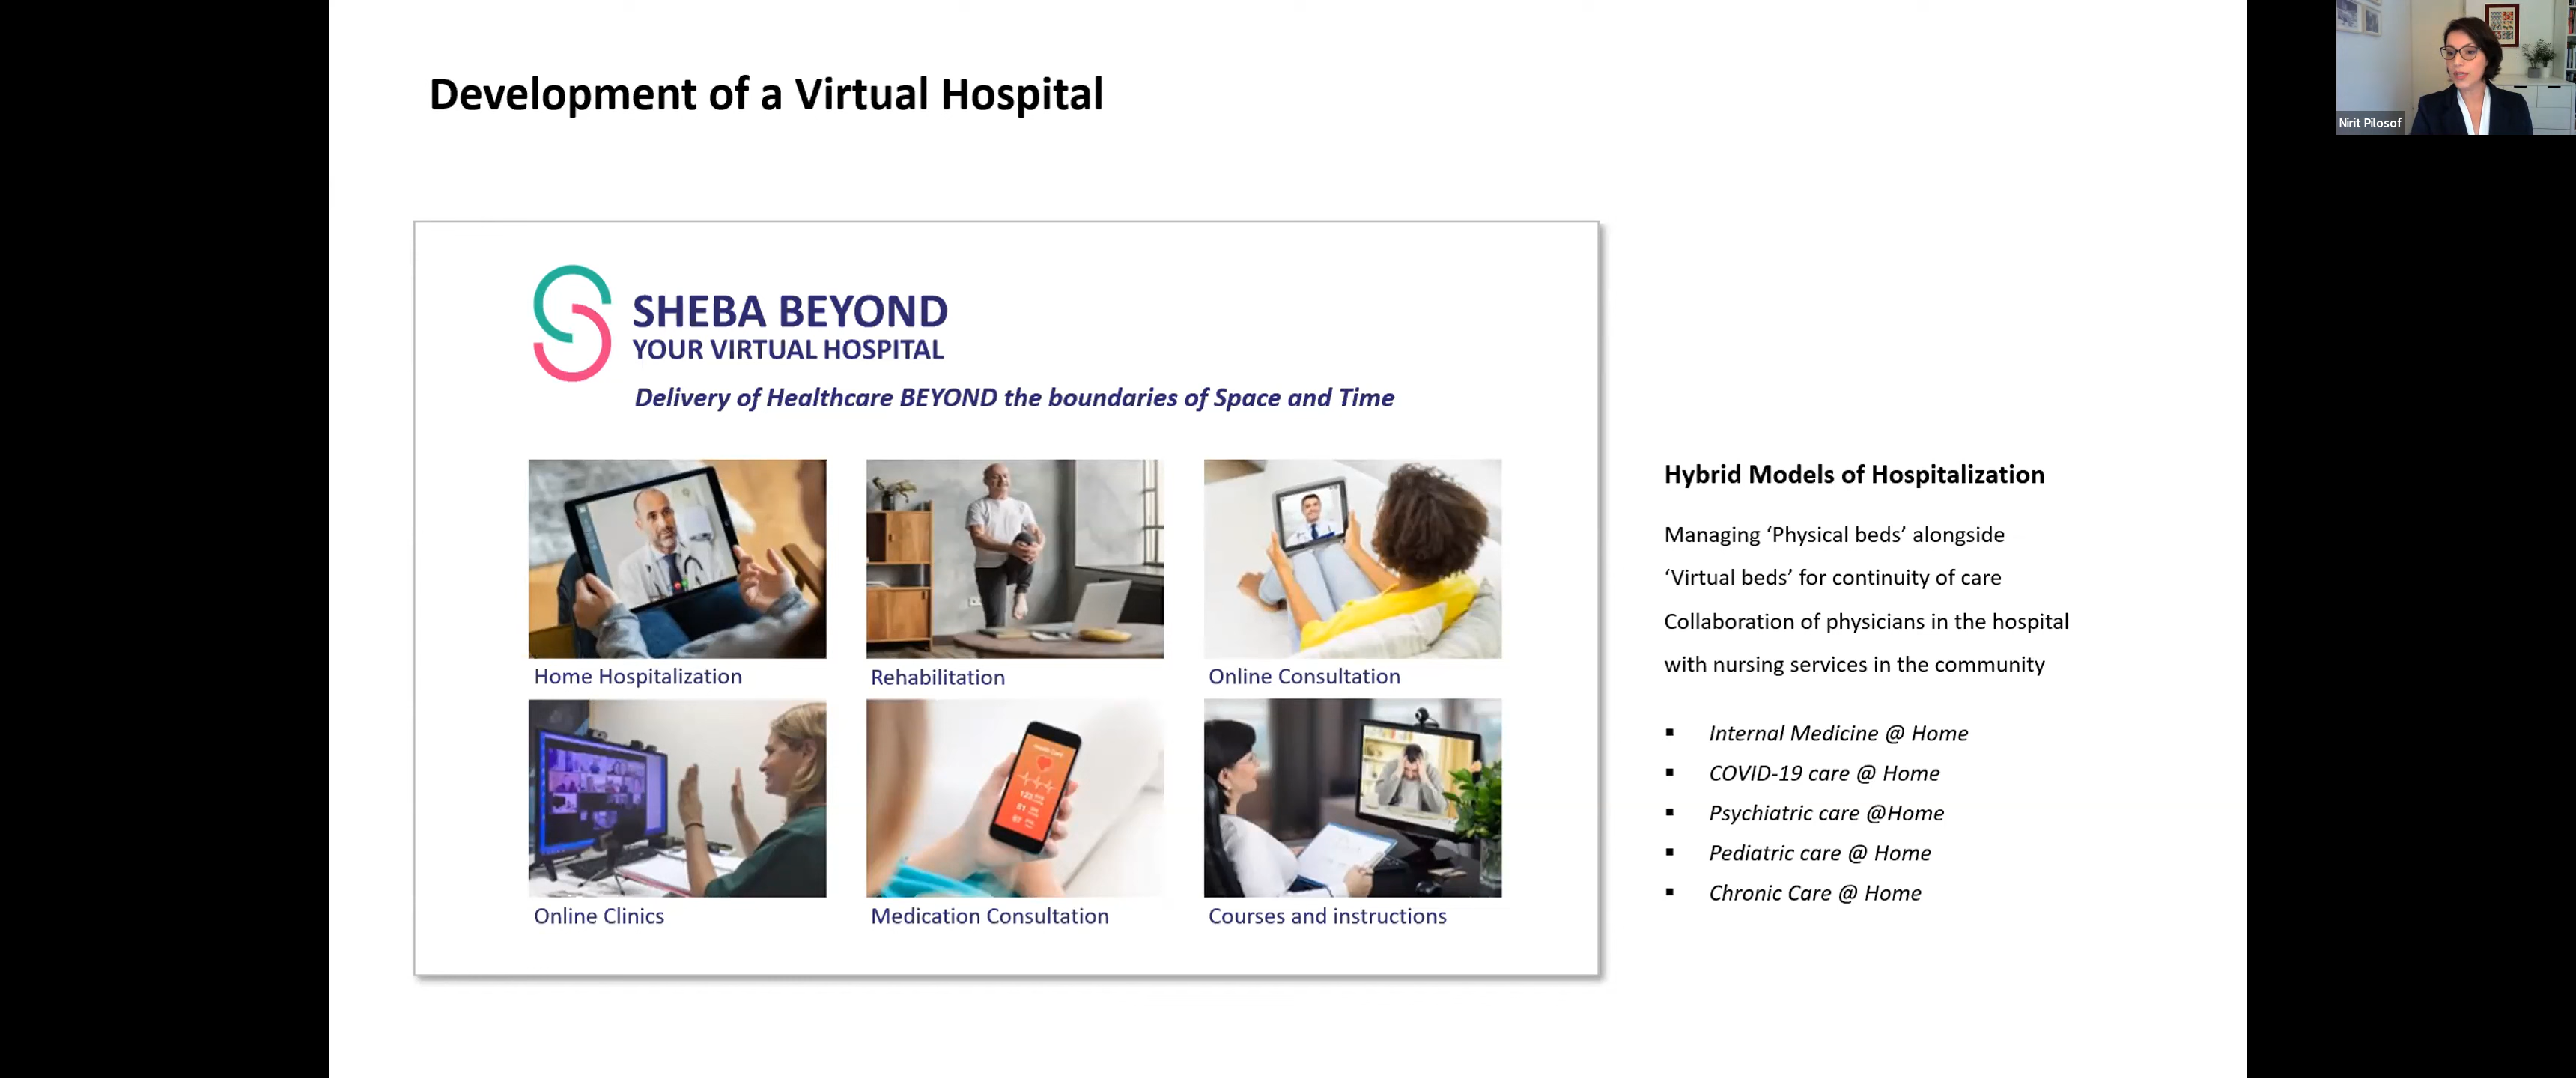 Development of a Virtual Hospital
Nirit Pilosof
SHEBA BEYOND
YOUR VIRTUAL HOSPITAL
Delivery of Healthcare BEYOND the boundaries of Space and Time
Home Hospitalization
Rehabilitation
Online Consultation
Health Care
Online Clinics
Medication Consultation
Courses and instructions
Hybrid Models of Hospitalization
Managing ‘Physical beds’ alongside
‘Virtual beds’ for continuity of care
Collaboration of physicians in the hospital
with nursing services in the community
▪ Internal Medicine @ Home
▪ COVID-19 care @ Home
▪ Psychiatric care @Home
▪ Pediatric care @ Home
▪ Chronic Care @ Home